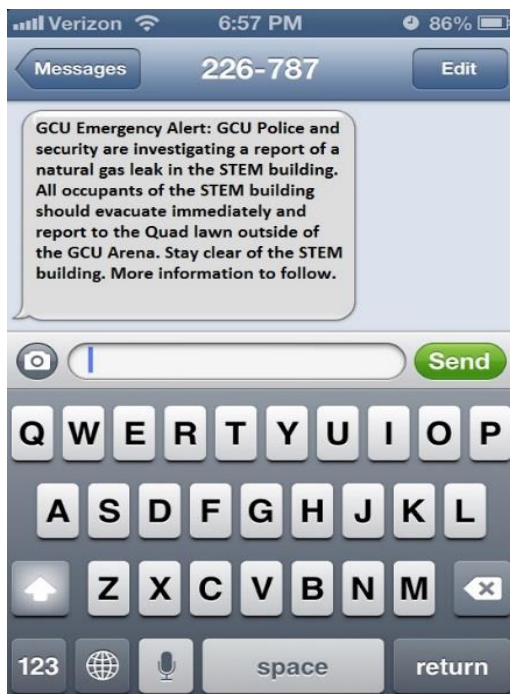 Verizon 6:57 PM 86%
Messages 226-787 Edit
GCU Emergency Alert: GCU Police and
security are investigating a report of a
natural gas leak in the STEM building.
All occupants of the STEM building
should evacuate immediately and
report to the Quad lawn outside of
the GCU Arena. Stay clear of the STEM
building. More information to follow.
Send
Q W E R T Y U I O P
A S D F G H J K L
Z X C V B N M
123 space return